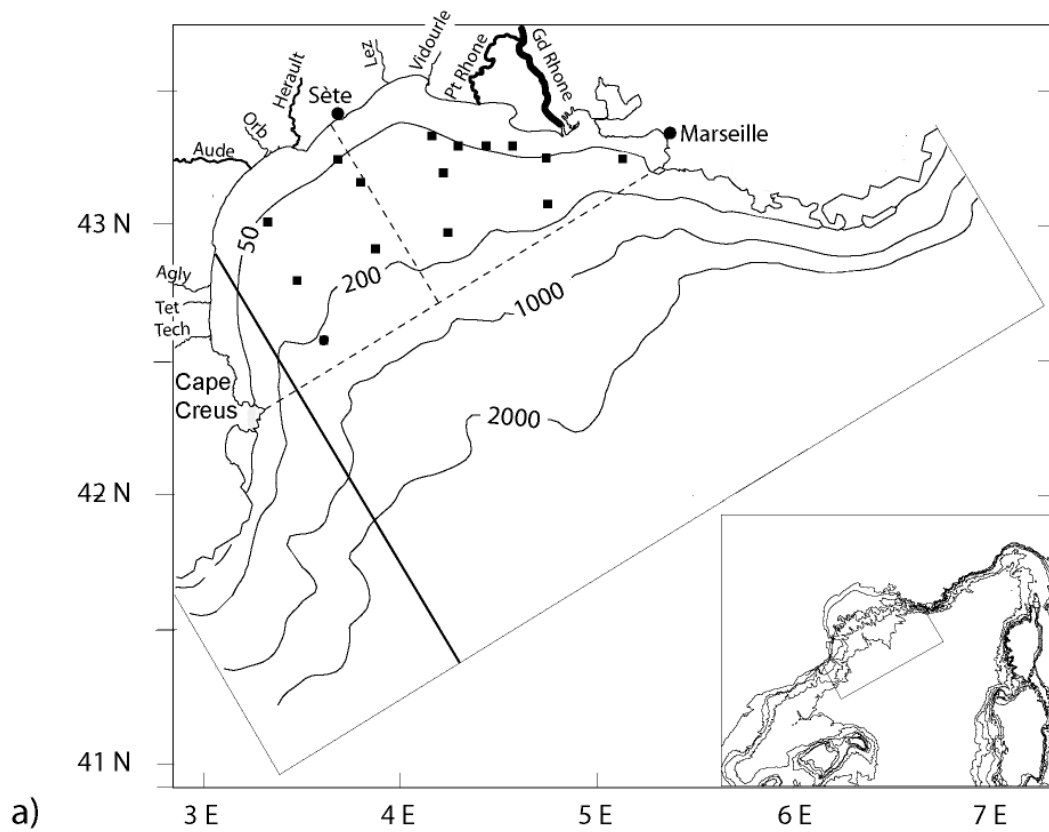 Lez
Vidourle
Pt Rhone
Gd Rhone
Herault
Sète
Orb
Marseille
Aude
43 N
50
200
Agly
Tet
1000
Tech
Cape
Creus
2000
42 N
41 N
a)
3 E
4 E
5 E
6 E
7 E